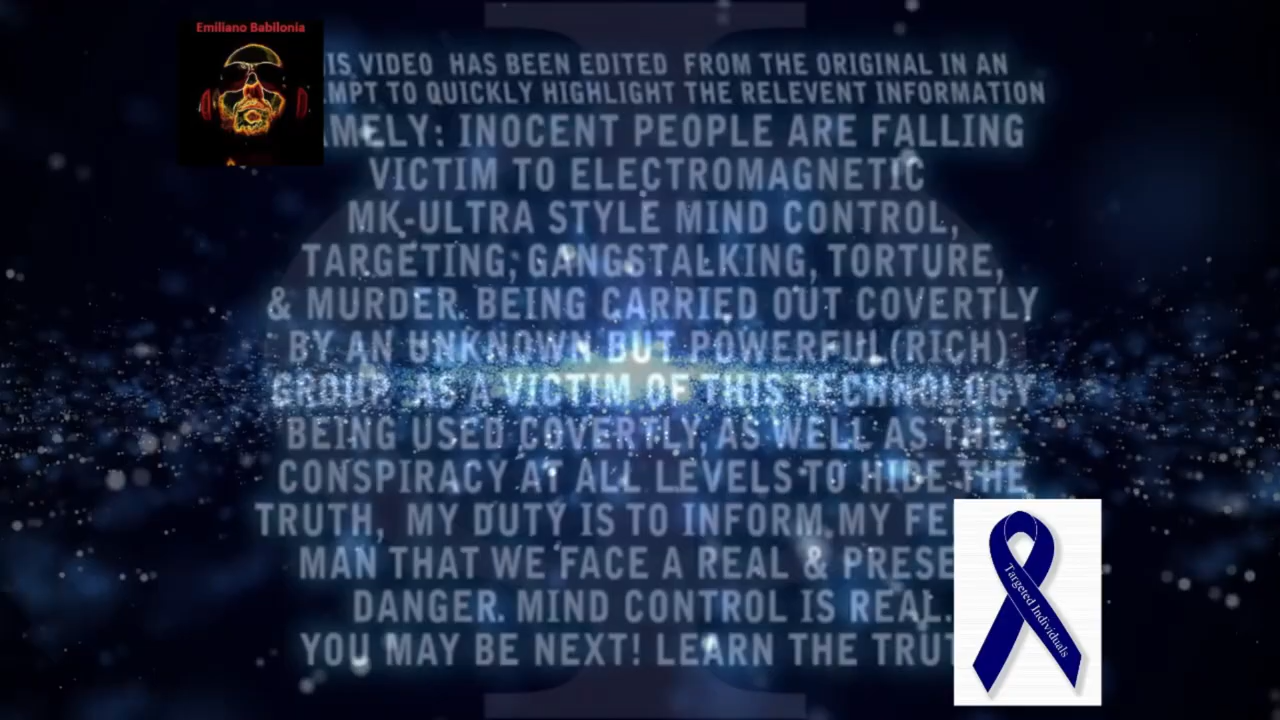 Emiliano Babilonia
IS VIDEO HAS BEEN EDITED FROM THE ORIGINAL IN AN
MPT TO QUICKLY HIGHLIGHT THE RELEVENT INFORMATION
AMELY: INOCENT PEOPLE ARE FALLING
VICTIM TO ELECTROMAGNETIC
MK-ULTRA STYLE MIND CONTROL,
TARGETING; GANGSTALKING, TORTURE,
& MURDER. BEING CARRIED OUT COVERTLY
BY AN UNKNOWN BUT POWERFUL(RICH)
GROUP. AS A VICTIM OF THIS TECHNOLOGY
BEING USED COVERTLY, AS WELL AS THE
CONSPIRACY AT ALL LEVELS TO HIDE THE
TRUTH, MY DUTY IS TO INFORM MY FE
MAN THAT WE FACE A REAL & PRESE
DANGER. MIND CONTROL IS REAL.
YOU MAY BE NEXT! LEARN THE TRUT
Targeted Individuals